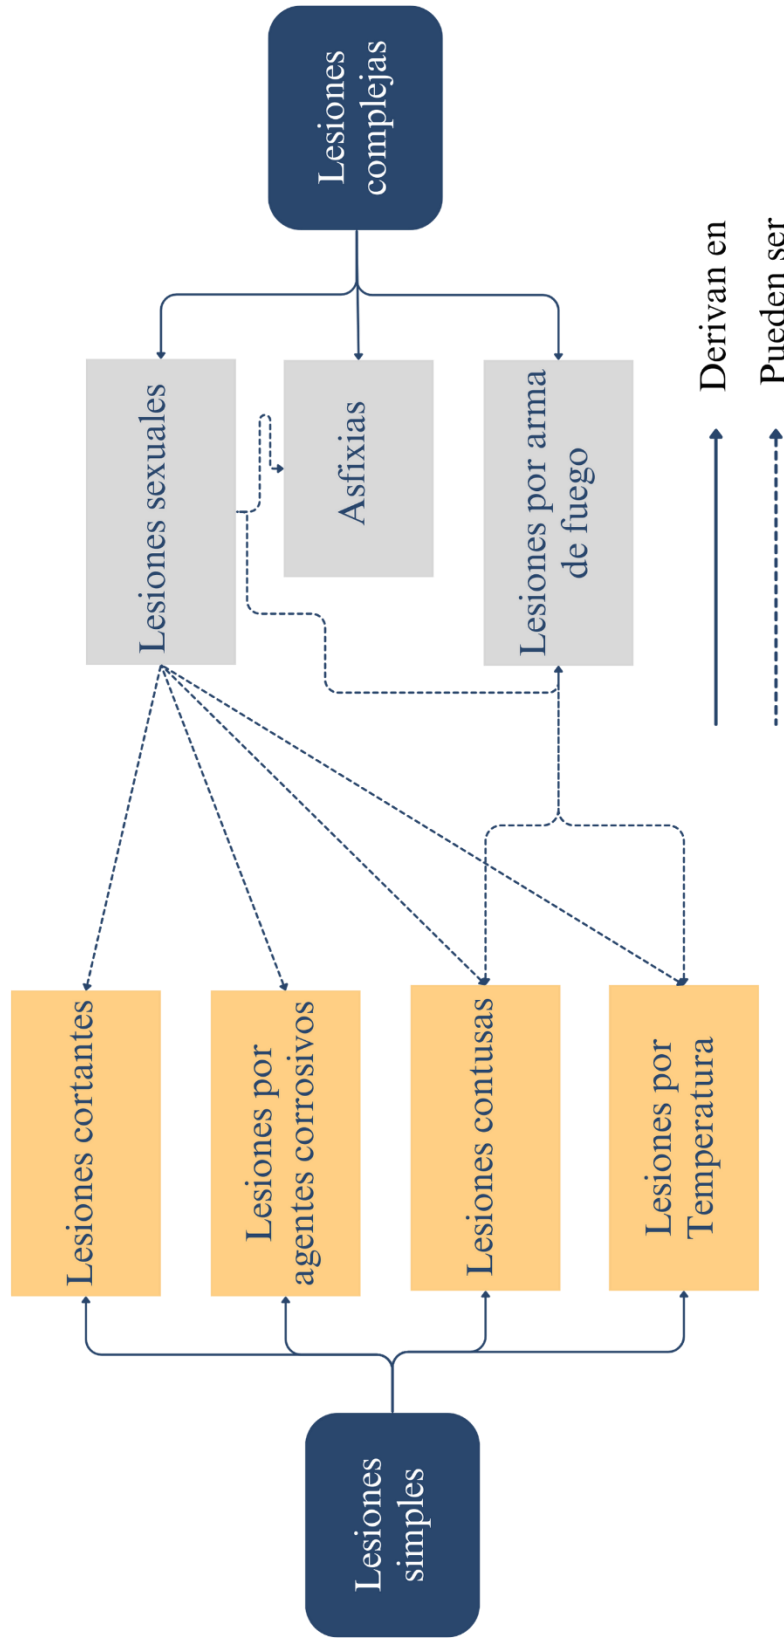 Lesiones
simples
Lesiones cortantes
Lesiones por
agentes corrosivos
Lesiones contusas
Lesiones por
Temperatura
Lesiones sexuales
Asfixias
Lesiones por arma
de fuego
Lesiones
complejas
Derivan en
Pueden ser